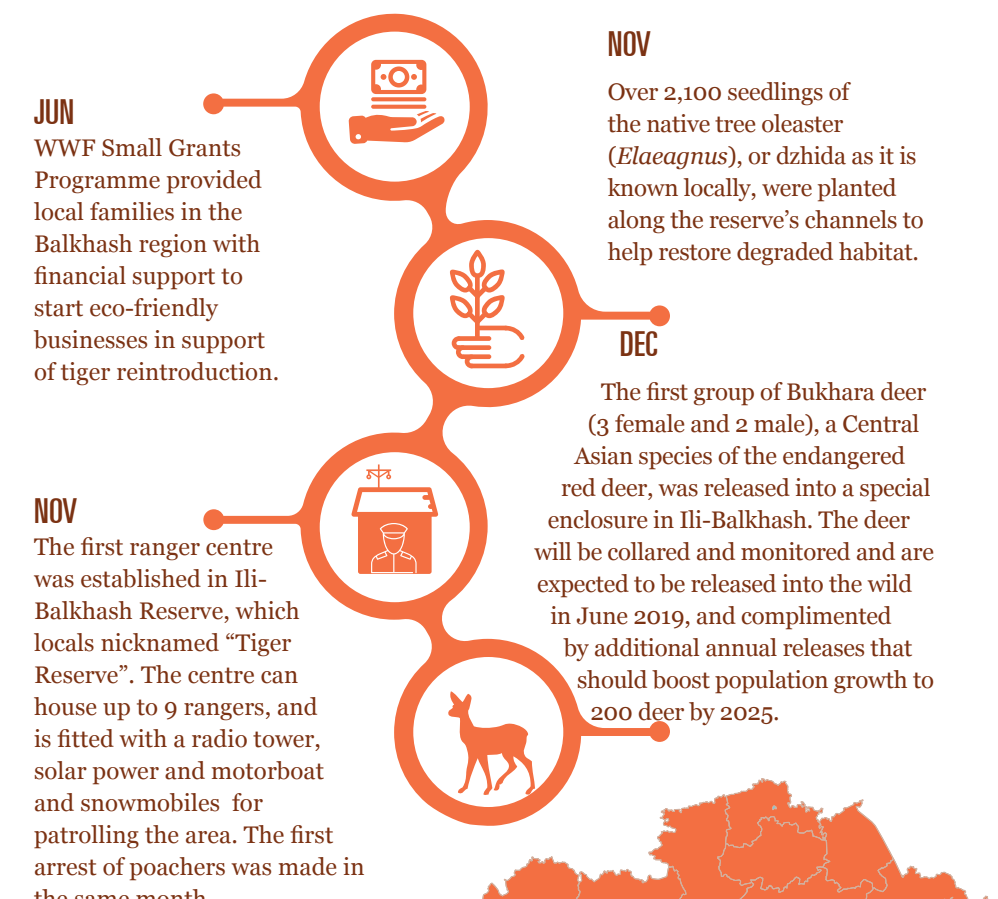 JUN
WWF Small Grants
Programme provided
local families in the
Balkhash region with
financial support to
start eco-friendly
businesses in support
of tiger reintroduction.
NOV
Over 2,100 seedlings of
the native tree oleaster
(Elaeagnus), or dzhida as it is
known locally, were planted
along the reserve’s channels to
help restore degraded habitat.
NOV
The first ranger centre
was established in Ili-
Balkhash Reserve, which
locals nicknamed “Tiger
Reserve”. The centre can
house up to 9 rangers, and
is fitted with a radio tower,
solar power and motorboat
and snowmobiles for
patrolling the area. The first
arrest of poachers was made in
the same month
DEC
The first group of Bukhara deer
(3 female and 2 male), a Central
Asian species of the endangered
red deer, was released into a special
enclosure in Ili-Balkhash. The deer
will be collared and monitored and are
expected to be released into the wild
in June 2019, and complimented
by additional annual releases that
should boost population growth to
200 deer by 2025.